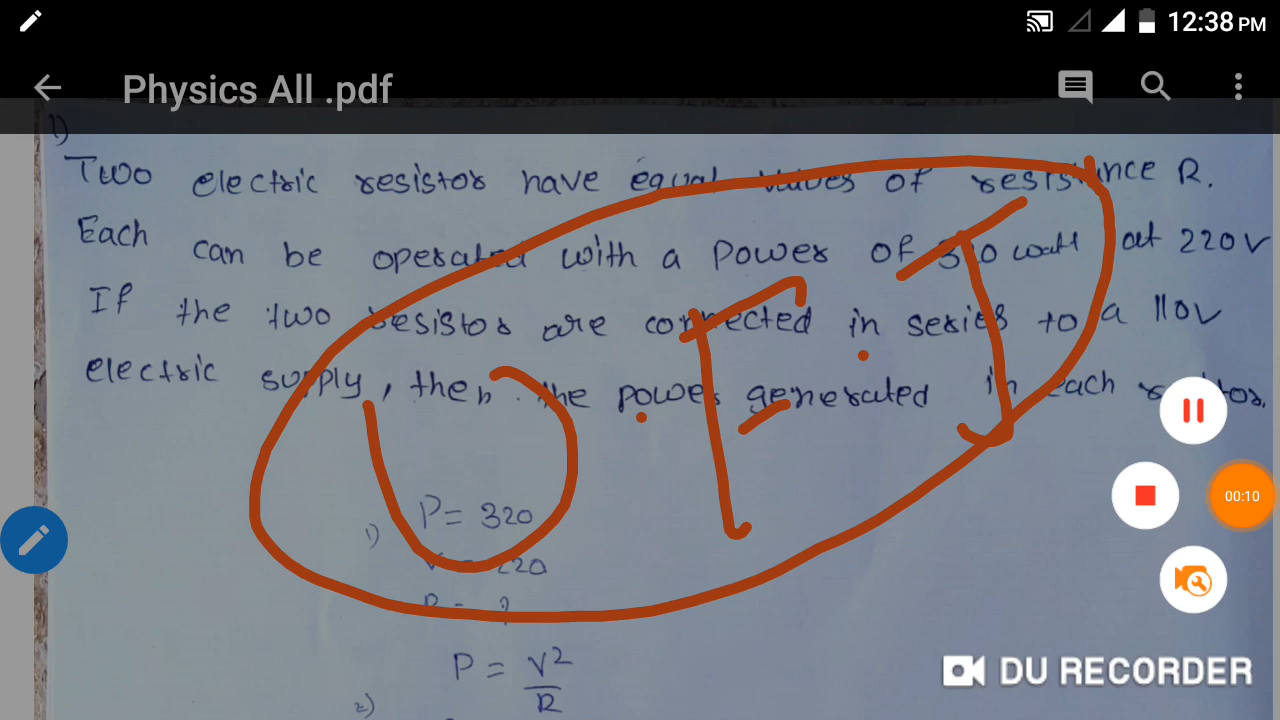 12:38 PM
Physics All .pdf
1)
Two electric resistor have equal values of resistance R.
Each can be operated with a power of 320 watt at 220V
If the two resistor are connected in series to a 110V
electric supply, then the power generated in each resistor.
U.F.J
1) P= 320
V = 220
R = ?
00:10
2) P = V²
R
DU RECORDER